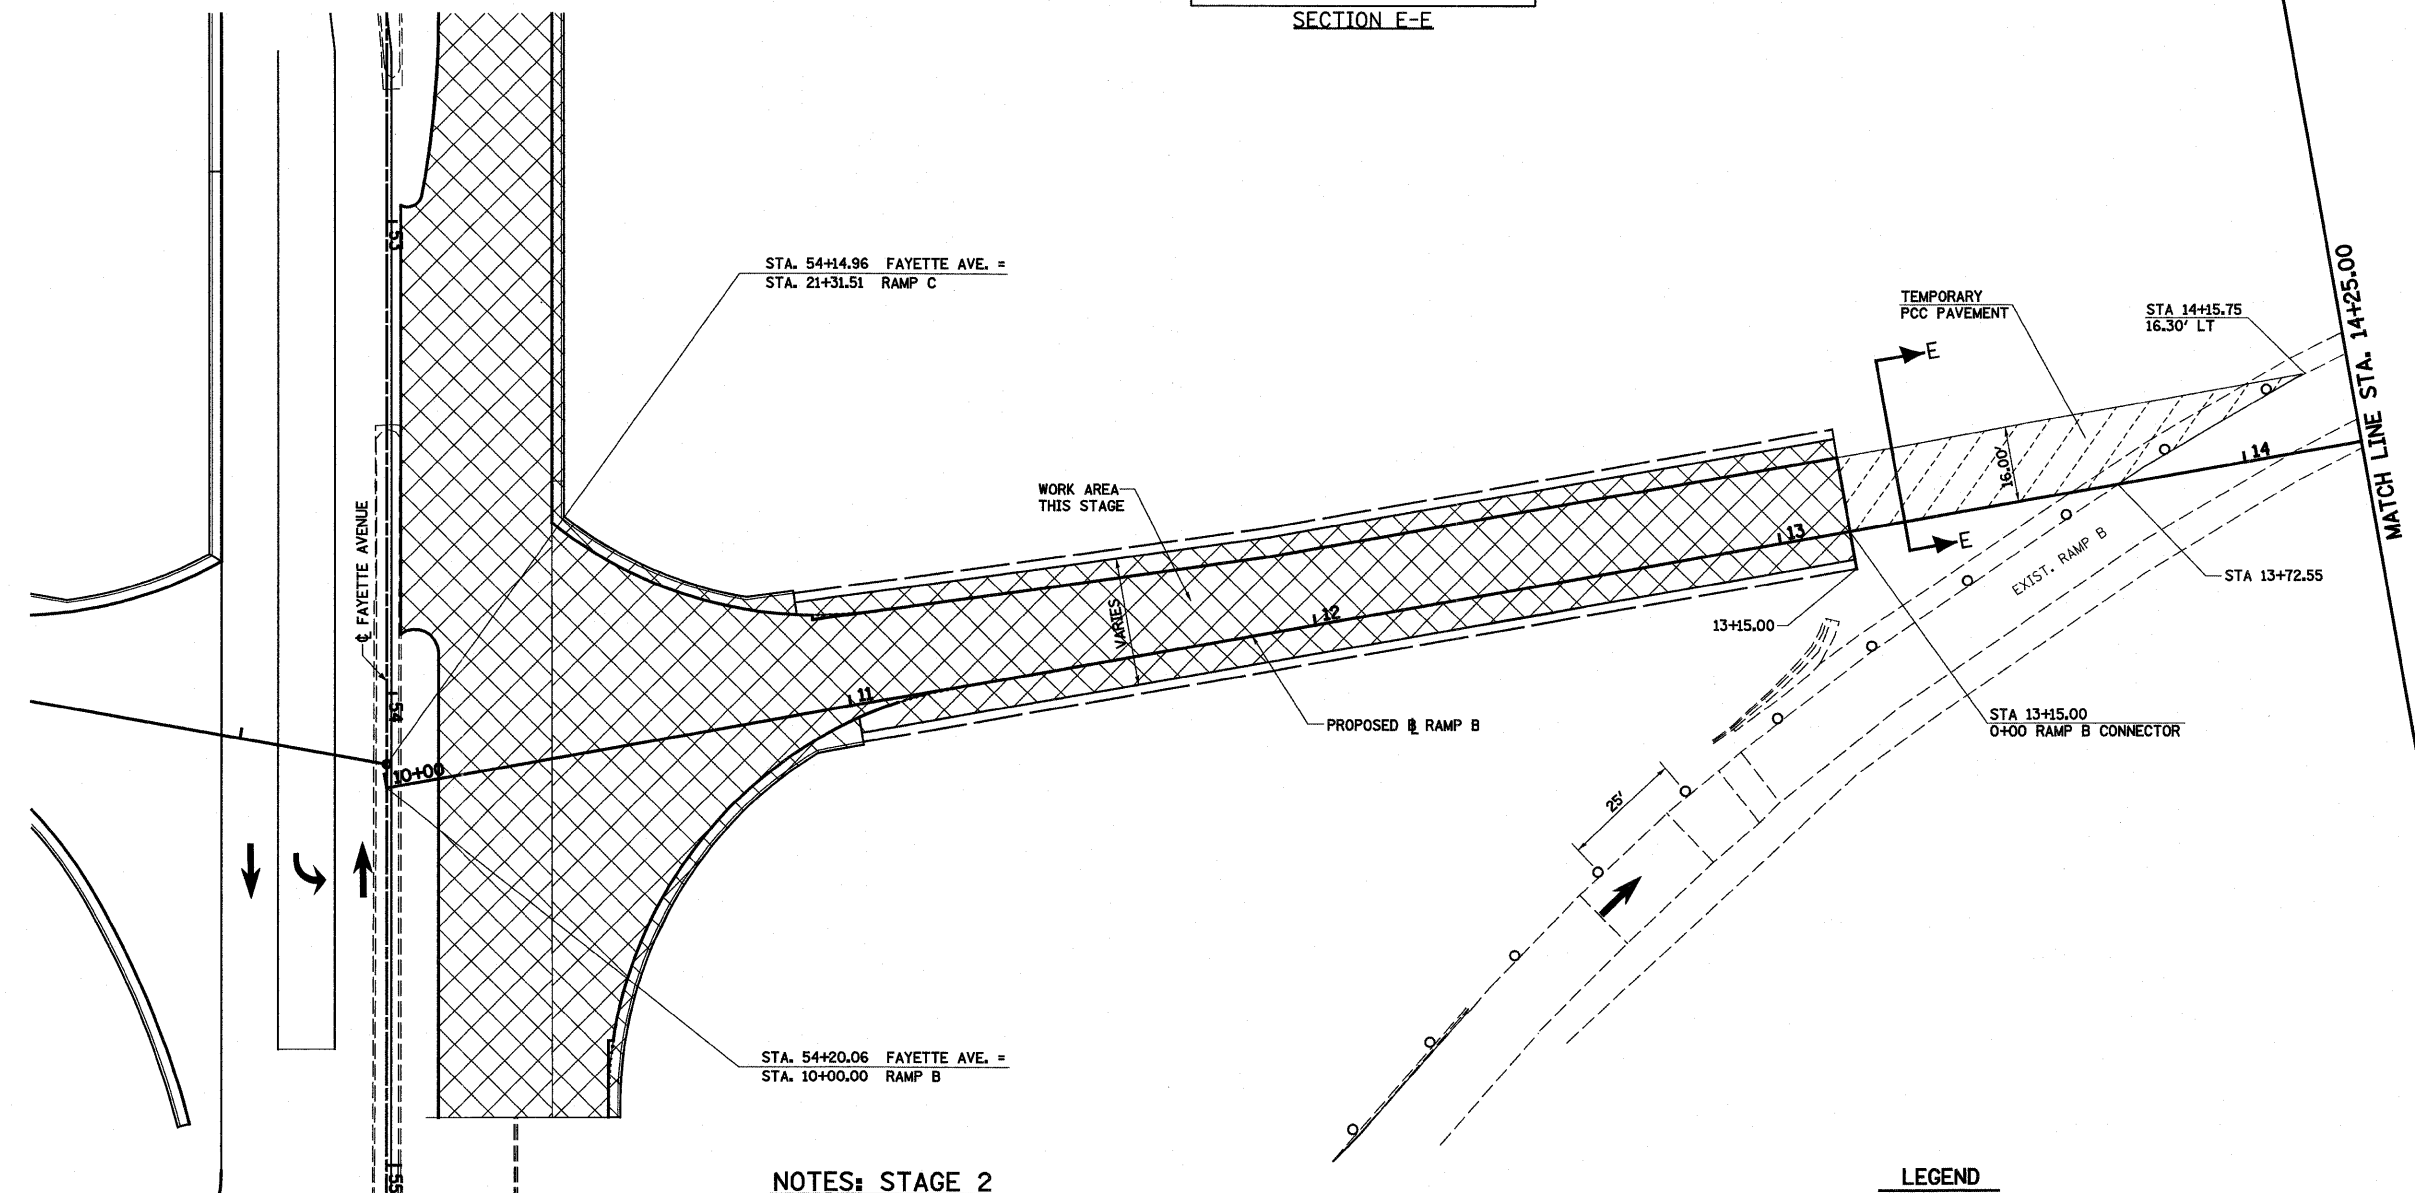 SECTION E-E
53
STA. 54+14.96 FAYETTE AVE. =
STA. 21+31.51 RAMP C
TEMPORARY
PCC PAVEMENT
STA 14+15.75
16.30' LT
MATCH LINE STA. 14+25.00
E
14
16.00'
WORK AREA
THIS STAGE
13
E
EXIST. RAMP B
STA 13+72.55
℄ FAYETTE AVENUE
VARIES
12
13+15.00
11
54
PROPOSED ⅊ RAMP B
STA 13+15.00
0+00 RAMP B CONNECTOR
10+00
25'
STA. 54+20.06 FAYETTE AVE. =
STA. 10+00.00 RAMP B
55
NOTES: STAGE 2
LEGEND